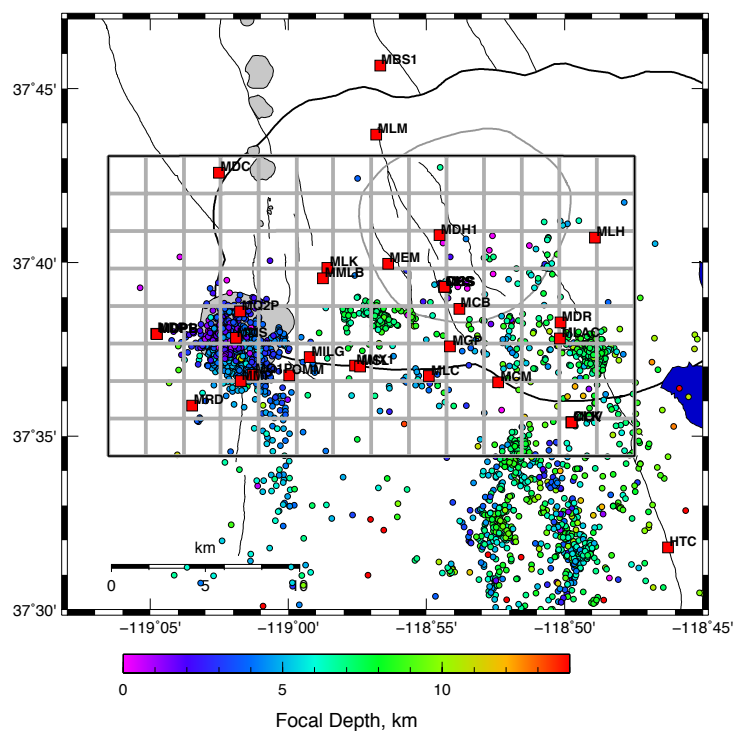 MBS1
37°45'
MLM
MDC
MDH1
MLH
37°40'
MLK
MEM
MMLB
MCB
MDR
MLAC
MGP
MILG
MLC
MCM
MRD
37°35'
HTC
km
0
5
10
37°30'
−119°05'
−119°00'
−118°55'
−118°50'
−118°45'
0
5
10
Focal Depth, km